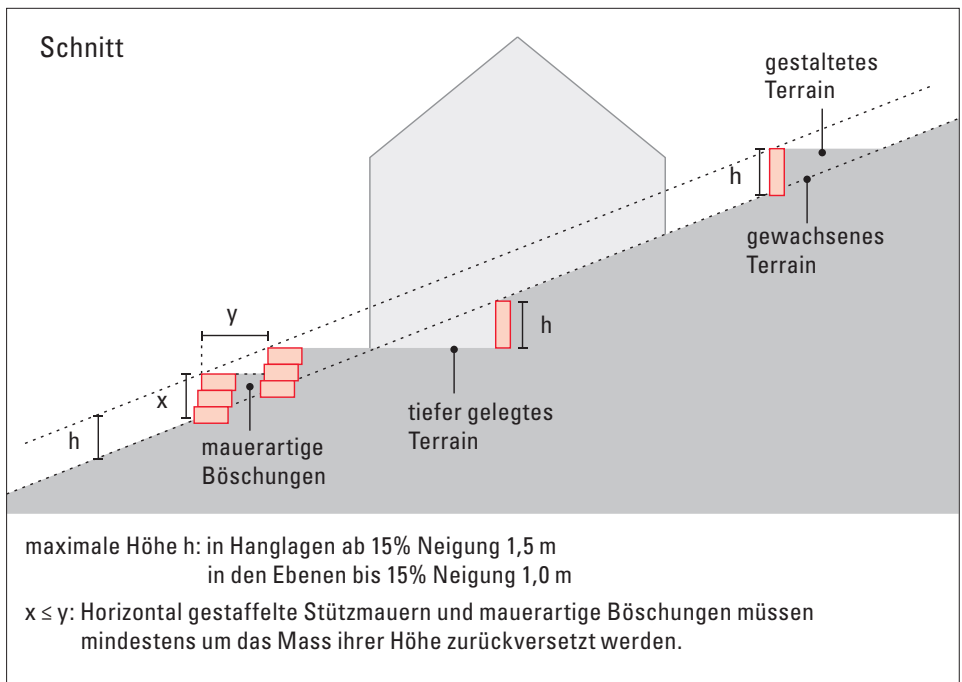 Schnitt
gestaltetes
Terrain
h
gewachsenes
Terrain
y
h
x
h
tiefer gelegtes
Terrain
mauerartige
Böschungen
maximale Höhe h: in Hanglagen ab 15% Neigung 1,5 m
in den Ebenen bis 15% Neigung 1,0 m
x ≤ y: Horizontal gestaffelte Stützmauern und mauerartige Böschungen müssen
mindestens um das Mass ihrer Höhe zurückversetzt werden.